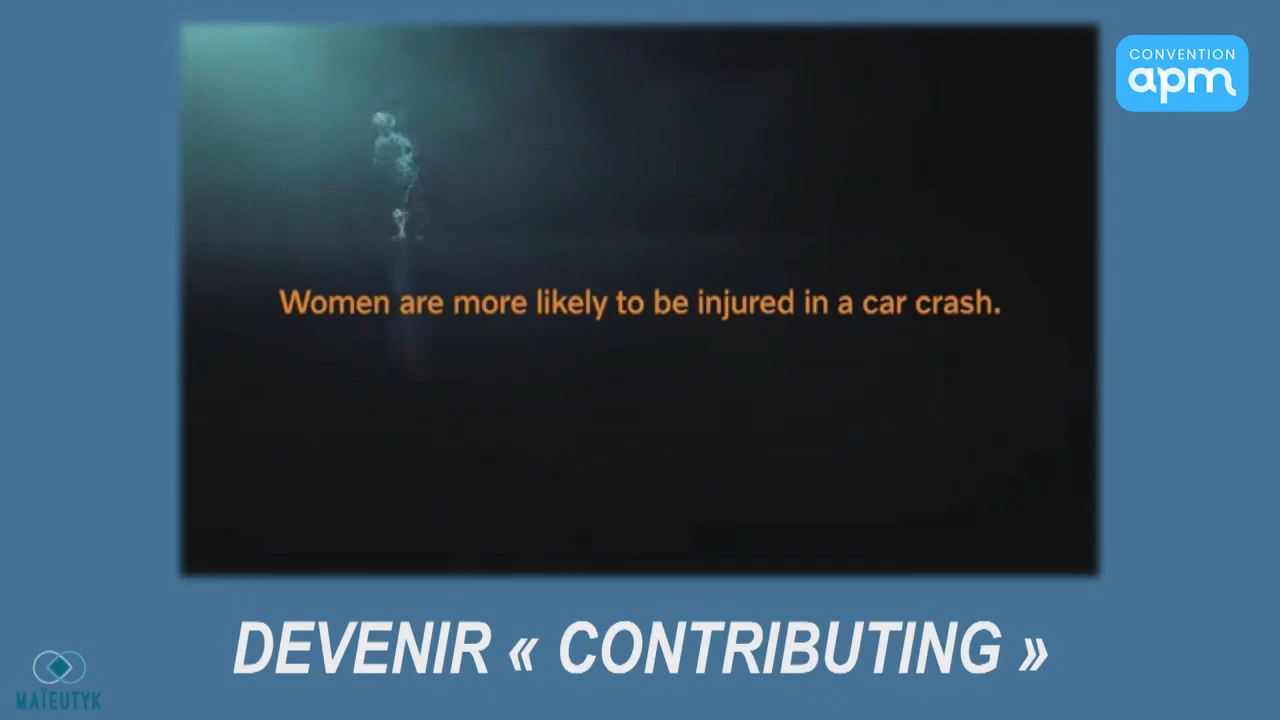 CONVENTION
apm
Women are more likely to be injured in a car crash.
DEVENIR « CONTRIBUTING »
MAÏEUTYK